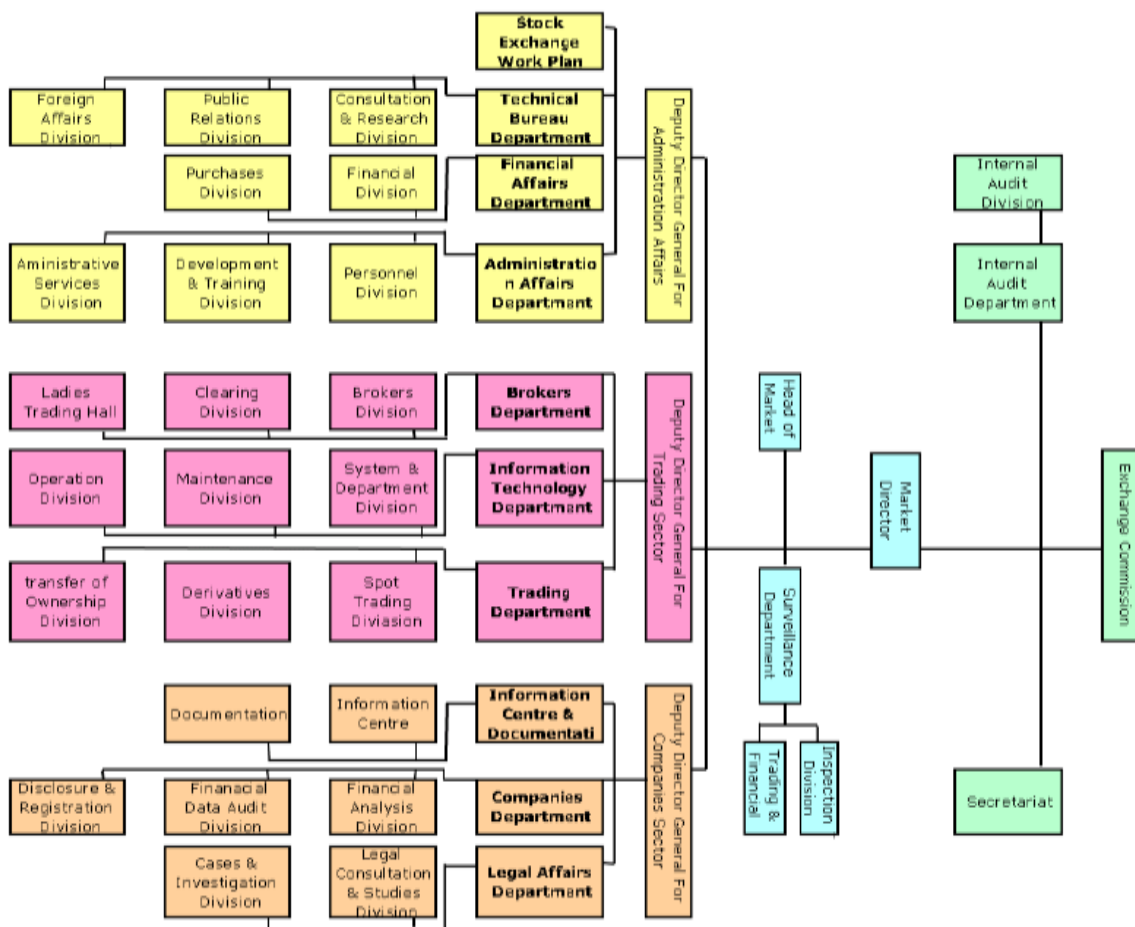 Stock
Exchange
Work Plan
Foreign
Affairs
Division
Public
Relations
Division
Consultation
& Research
Division
Technical
Bureau
Department
Purchases
Division
Financial
Division
Financial
Affairs
Department
Aministrative
Services
Division
Development
& Training
Division
Personnel
Division
Administratio
n Affairs
Department
Deputy Director General For
Administration Affairs
Internal
Audit
Division
Internal
Audit
Department
Ladies
Trading Hall
Clearing
Division
Brokers
Division
Brokers
Department
Operation
Division
Maintenance
Division
System &
Department
Division
Information
Technology
Department
transfer of
Ownership
Division
Derivatives
Division
Spot
Trading
Diviasion
Trading
Department
Deputy Director General For
Trading Sector
Head of
Market
Market
Director
Exchange Commission
Surveillance
Department
Trading &
Financial
Inspection
Division
Secretariat
Documentation
Information
Centre
Information
Centre &
Documentati
Disclosure &
Registration
Division
Finanacial
Data Audit
Division
Financial
Analysis
Division
Companies
Department
Cases &
Investigation
Division
Legal
Consultation
& Studies
Division
Legal Affairs
Department
Deputy Director General For
Companies Sector